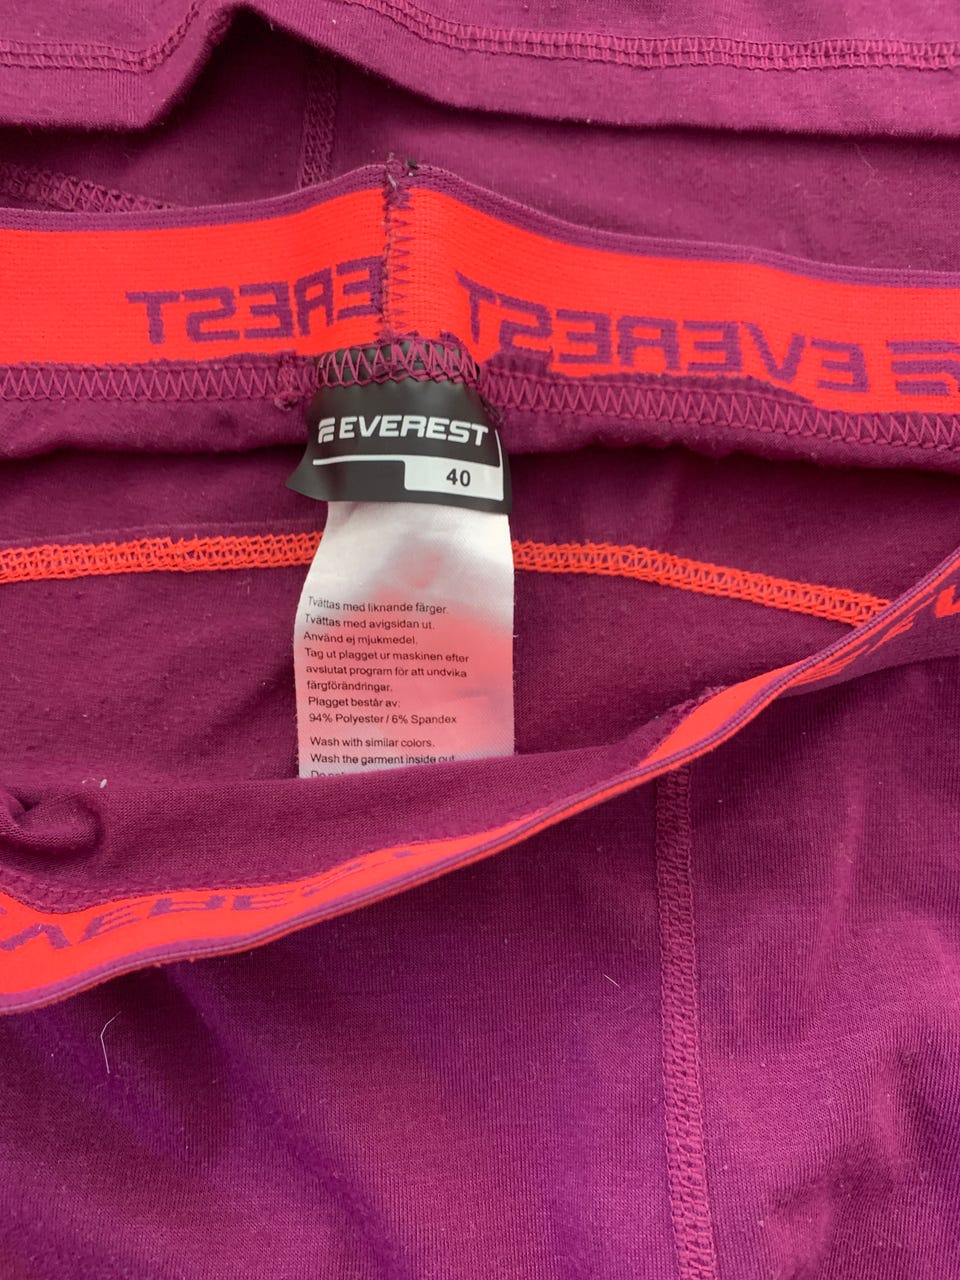 EREST
EVEREST
EVEREST
40
Tvättas med liknande färger.
Tvättas med avigsidan ut.
Använd ej mjukmedel.
Tag ut plagget ur maskinen efter
avslutat program för att undvika
färgförändringar.
Plagget består av:
94% Polyester / 6% Spandex
Wash with similar colors.
Wash the garment inside out.